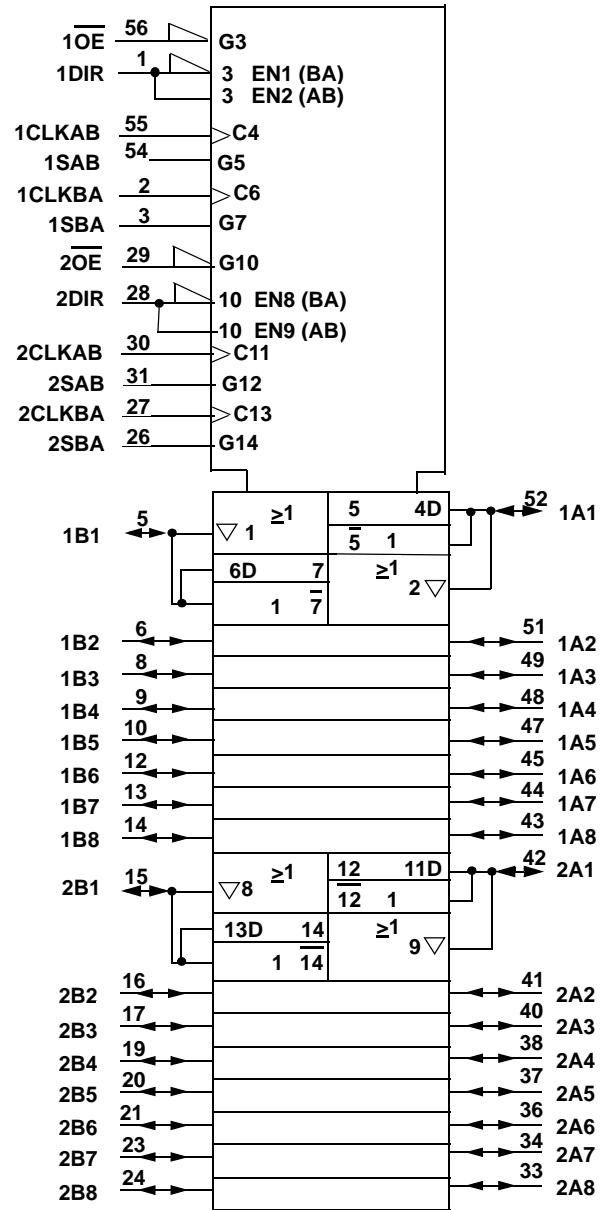 1O̅E̅ 56 G3
1DIR 1 3 EN1 (BA)
3 EN2 (AB)
1CLKAB 55 C4
1SAB 54 G5
1CLKBA 2 C6
1SBA 3 G7
2O̅E̅ 29 G10
2DIR 28 10 EN8 (BA)
10 EN9 (AB)
2CLKAB 30 C11
2SAB 31 G12
2CLKBA 27 C13
2SBA 26 G14
1B1 5 ▽ 1 ≥1 5 4D 52 1A1
5̅ 1
6D 7 ≥1 2 ▽
1 7̅
1B2 6 51 1A2
1B3 8 49 1A3
1B4 9 48 1A4
1B5 10 47 1A5
1B6 12 45 1A6
1B7 13 44 1A7
1B8 14 43 1A8
2B1 15 ▽8 ≥1 12 11D 42 2A1
1̅2̅ 1
13D 14 ≥1 9 ▽
1 1̅4̅
2B2 16 41 2A2
2B3 17 40 2A3
2B4 19 38 2A4
2B5 20 37 2A5
2B6 21 36 2A6
2B7 23 34 2A7
2B8 24 33 2A8